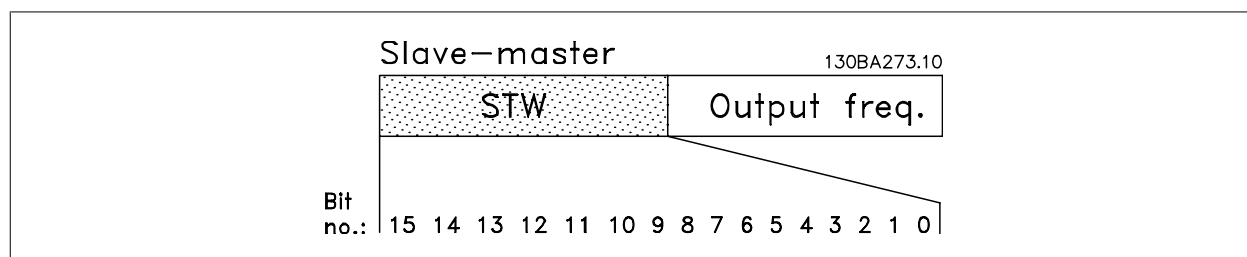 Slave-master
130BA273.10
STW
Output freq.
Bit
no.: 15 14 13 12 11 10 9 8 7 6 5 4 3 2 1 0